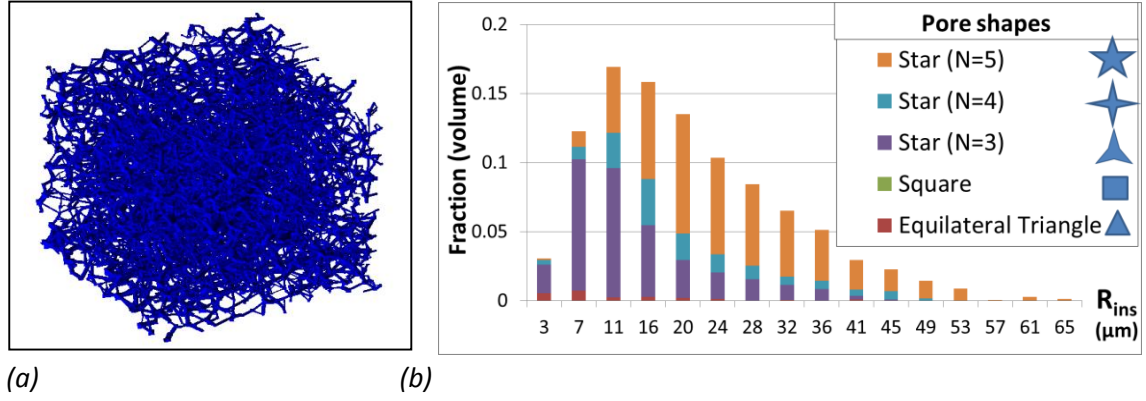 0.2
0.15
0.1
0.05
0
Fraction (volume)
Pore shapes
Star (N=5)
Star (N=4)
Star (N=3)
Square
Equilateral Triangle
3 7 11 16 20 24 28 32 36 41 45 49 53 57 61 65
Rins
(μm)
(a)
(b)